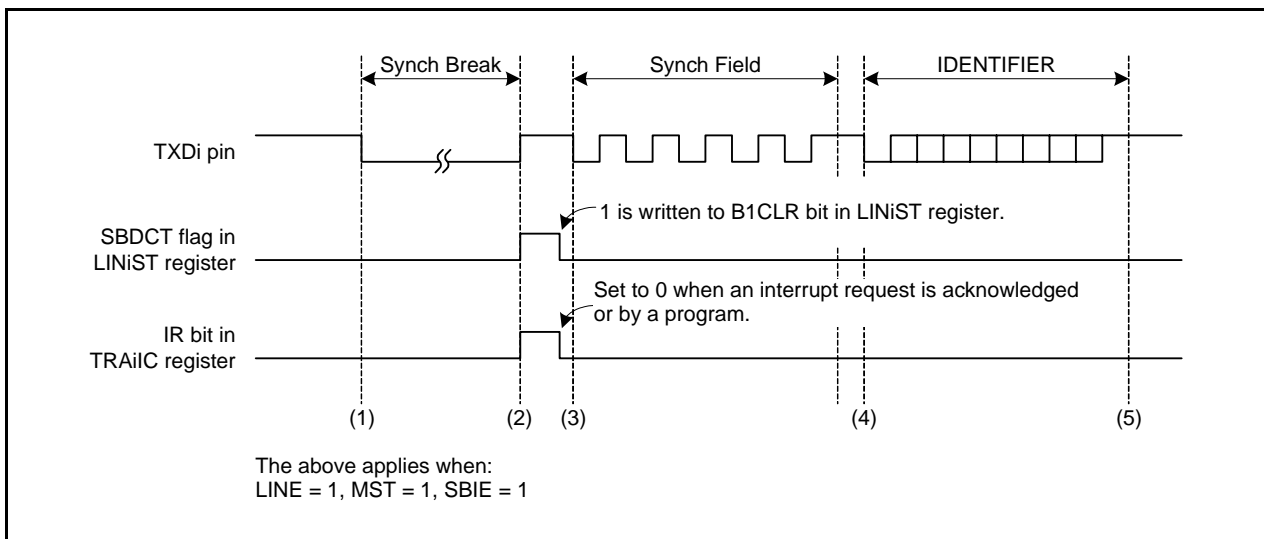 Synch Break
Synch Field
IDENTIFIER
TXDi pin
1 is written to B1CLR bit in LINiST register.
SBDCT flag in
LINiST register
Set to 0 when an interrupt request is acknowledged
or by a program.
IR bit in
TRAiIC register
(1) (2) (3) (4) (5)
The above applies when:
LINE = 1, MST = 1, SBIE = 1